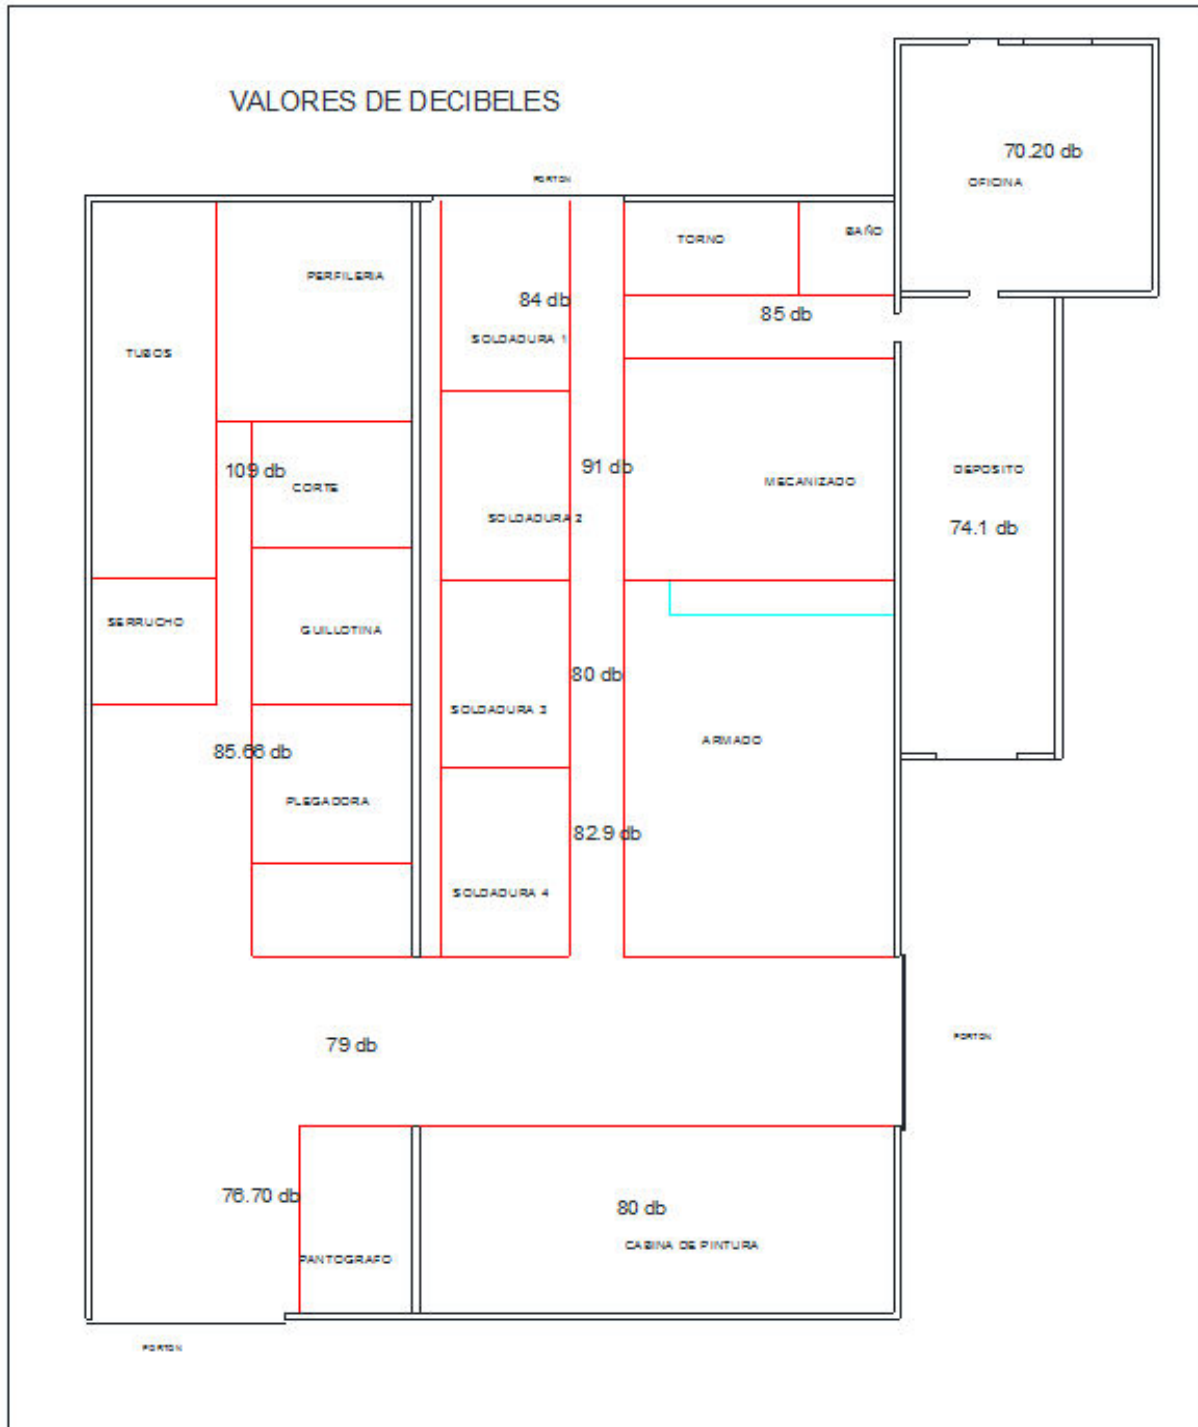 VALORES DE DECIBELES
70.20 db
OFICINA
PORTON
TORNO
BAÑO
PERFILERIA
84 db
85 db
SOLDADURA 1
TUBOS
109 db
CORTE
91 db
MECANIZADO
DEPOSITO
SOLDADURA 2
74.1 db
SERRUCHO
GUILLOTINA
80 db
SOLDADURA 3
ARMADO
85.66 db
PLEGADORA
82.9 db
SOLDADURA 4
79 db
PORTON
76.70 db
80 db
CABINA DE PINTURA
PANTOGRAFO
PORTON